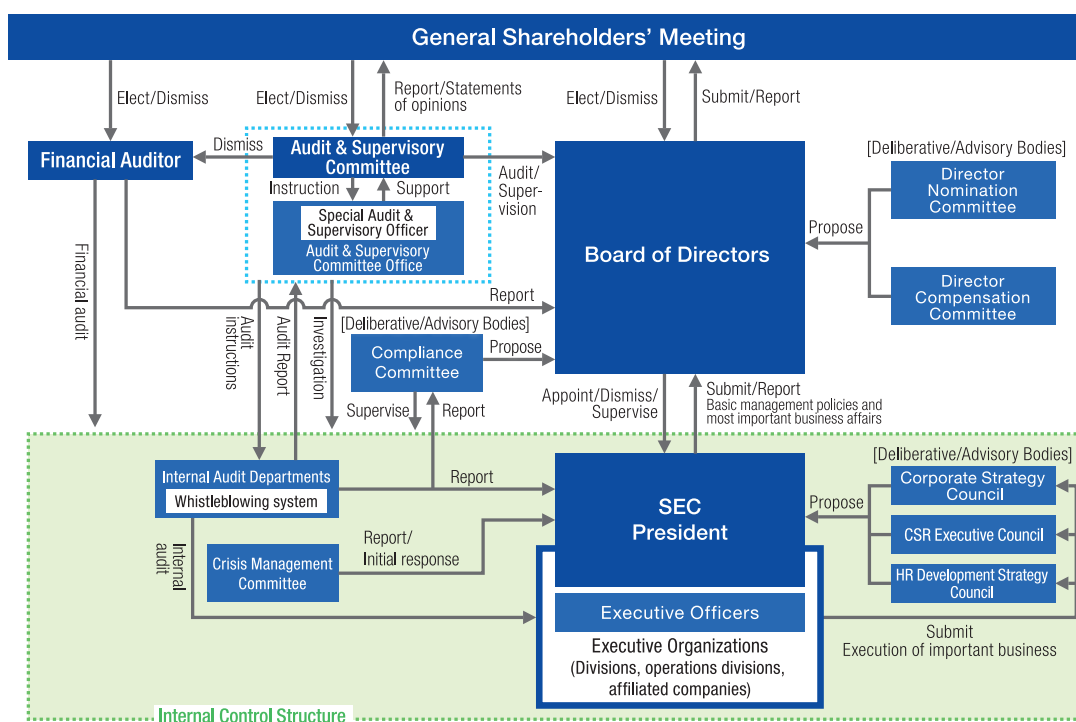 General Shareholders' Meeting
Elect/Dismiss
Elect/Dismiss
Report/Statements
of opinions
Elect/Dismiss
Submit/Report
Financial Auditor
Dismiss
Audit & Supervisory
Committee
Audit/
Super-
vision
Instruction
Support
Special Audit &
Supervisory Officer
Audit & Supervisory
Committee Office
Board of Directors
[Deliberative/Advisory Bodies]
Director
Nomination
Committee
Propose
Director
Compensation
Committee
Financial audit
Report
Audit
instructions
Audit Report
Investigation
[Deliberative/Advisory Bodies]
Compliance
Committee
Propose
Supervise
Report
Appoint/Dismiss/
Supervise
Submit/Report
Basic management policies and
most important business affairs
Internal Audit Departments
Whistleblowing system
Report
SEC
President
[Deliberative/Advisory Bodies]
Corporate Strategy
Council
Propose
CSR Executive Council
HR Development Strategy
Council
Internal
audit
Crisis Management
Committee
Report/
Initial response
Executive Officers
Executive Organizations
(Divisions, operations divisions,
affiliated companies)
Submit
Execution of important business
Internal Control Structure